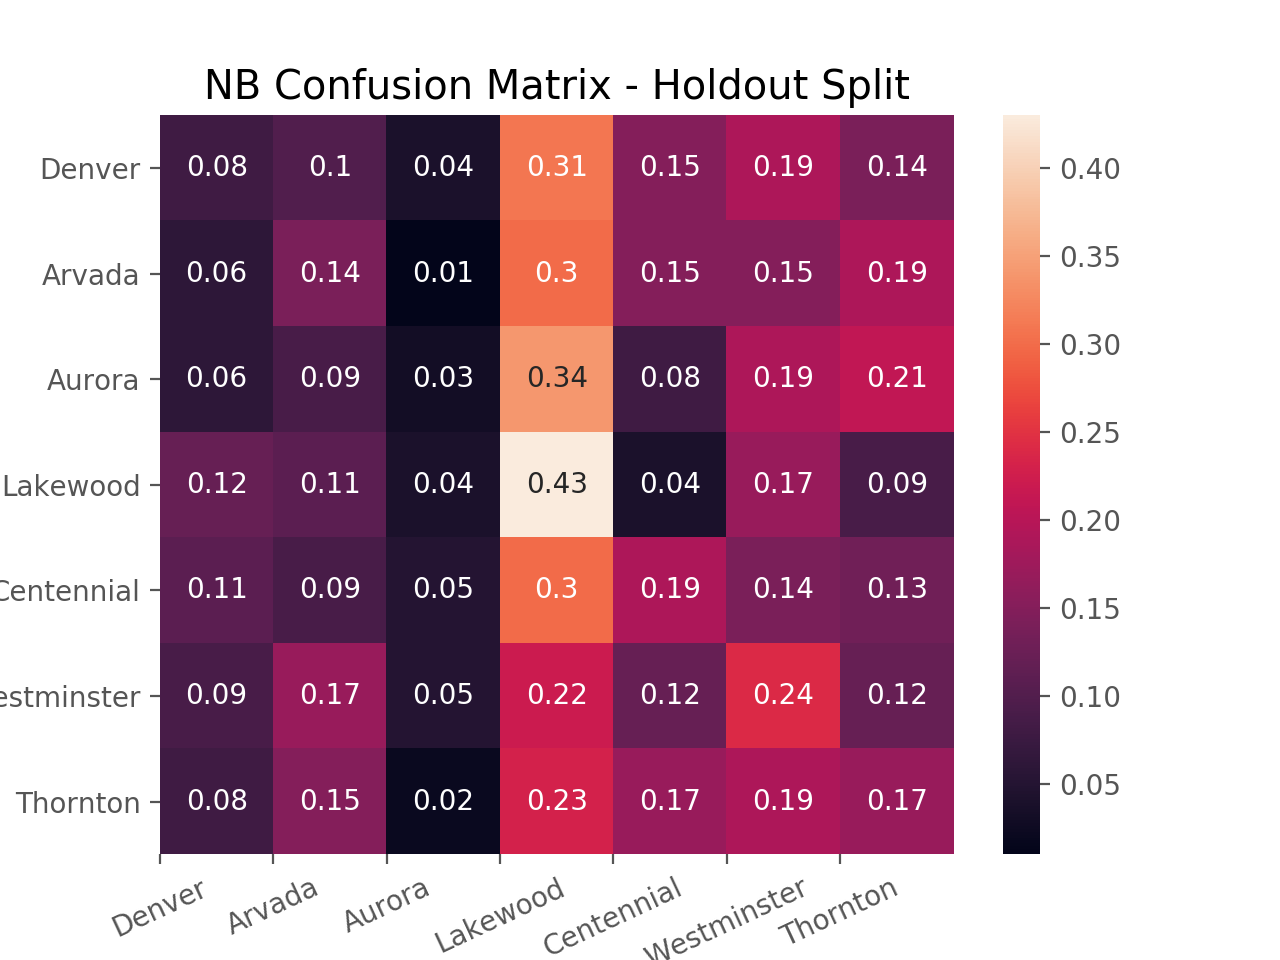 NB Confusion Matrix - Holdout Split
Denver 0.08 0.1 0.04 0.31 0.15 0.19 0.14
Arvada 0.06 0.14 0.01 0.3 0.15 0.15 0.19
Aurora 0.06 0.09 0.03 0.34 0.08 0.19 0.21
Lakewood 0.12 0.11 0.04 0.43 0.04 0.17 0.09
Centennial 0.11 0.09 0.05 0.3 0.19 0.14 0.13
estminster 0.09 0.17 0.05 0.22 0.12 0.24 0.12
Thornton 0.08 0.15 0.02 0.23 0.17 0.19 0.17
Denver Arvada Aurora Lakewood Centennial Westminster Thornton
0.40
0.35
0.30
0.25
0.20
0.15
0.10
0.05